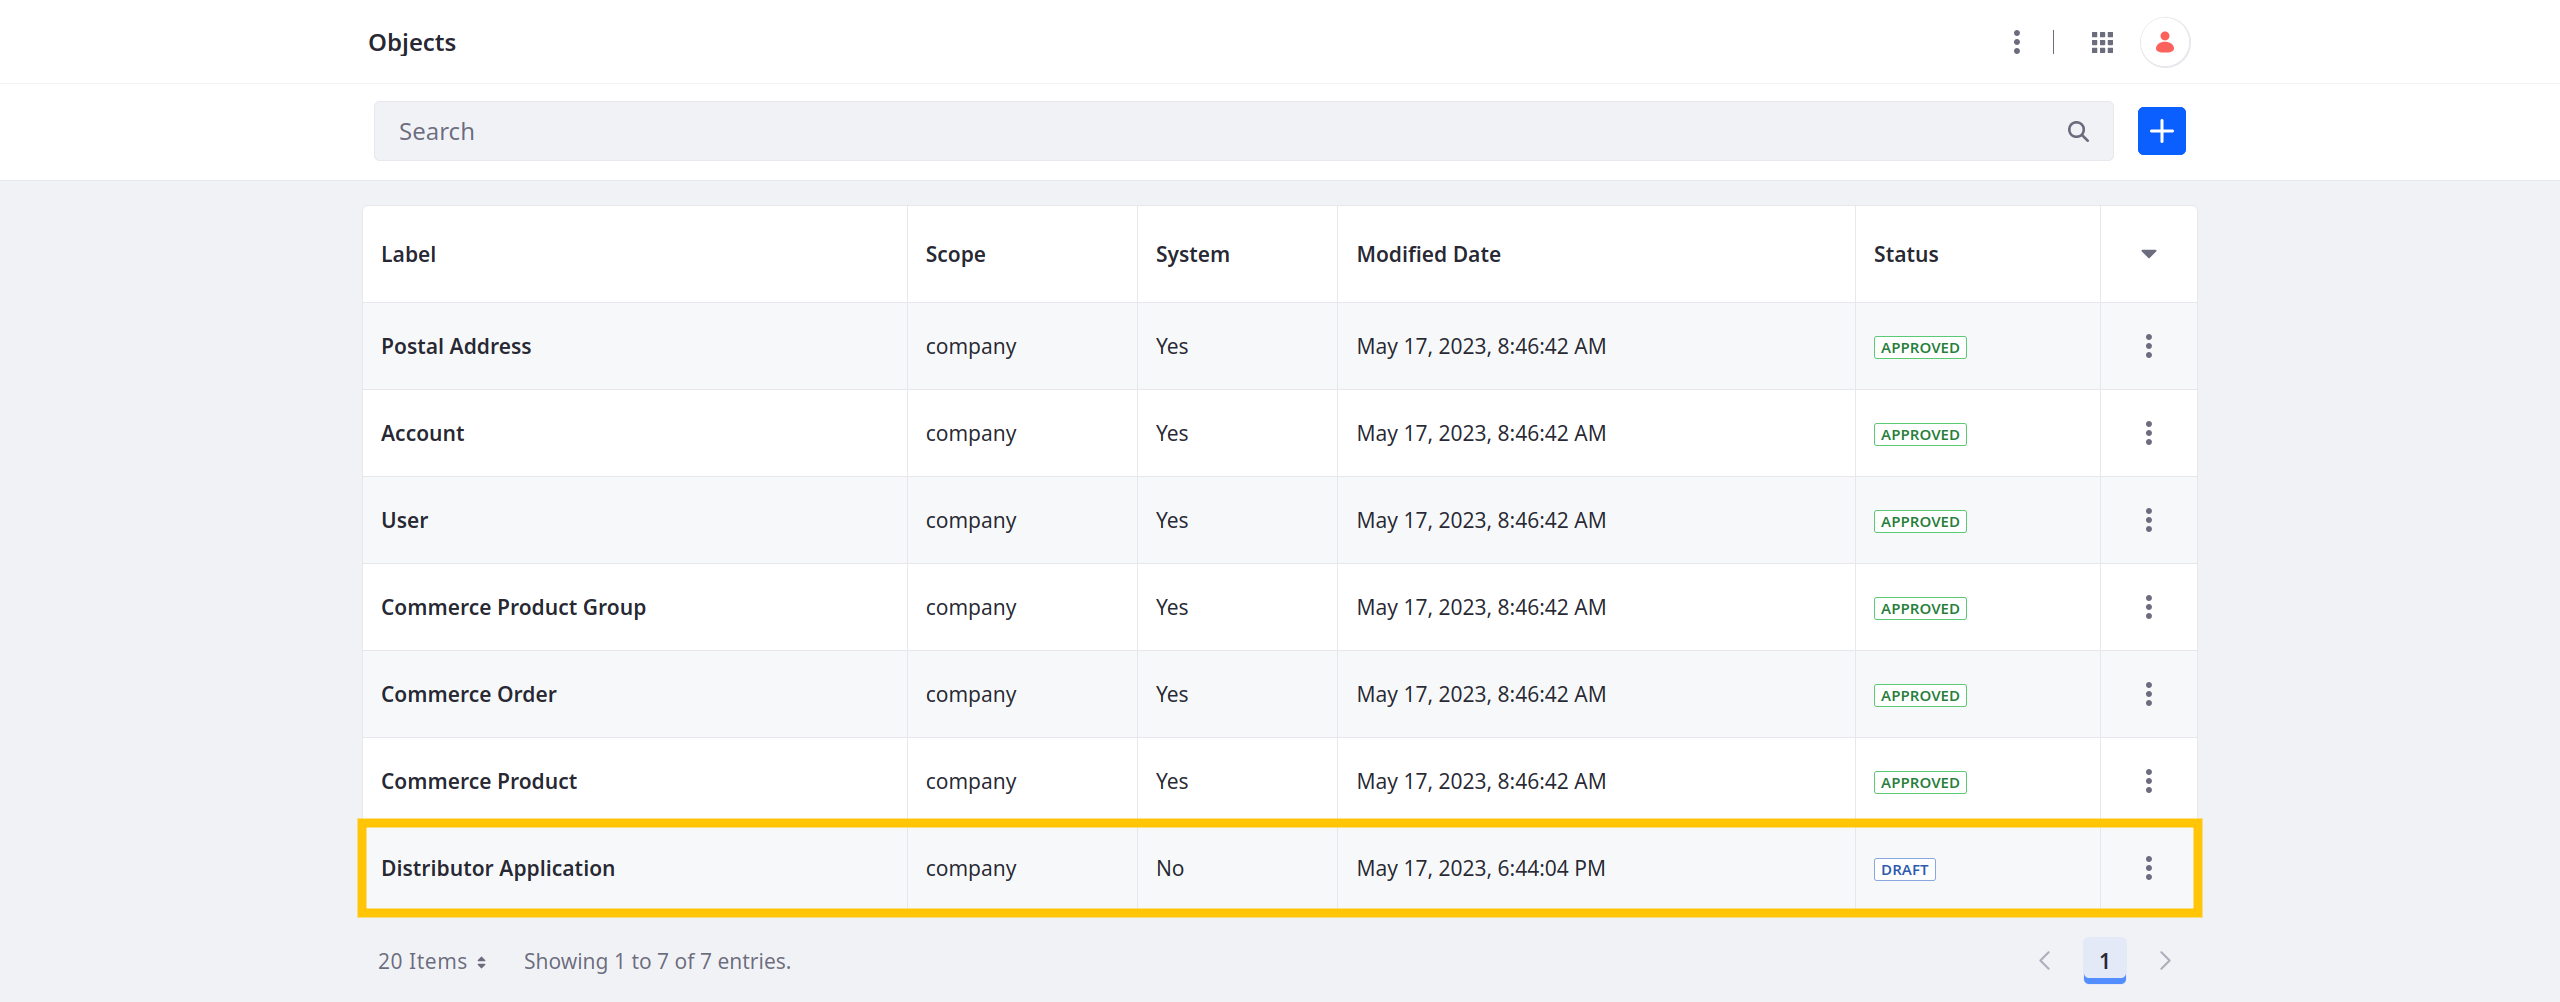 Objects
Search
Label Scope System Modified Date Status
Postal Address company Yes May 17, 2023, 8:46:42 AM APPROVED
Account company Yes May 17, 2023, 8:46:42 AM APPROVED
User company Yes May 17, 2023, 8:46:42 AM APPROVED
Commerce Product Group company Yes May 17, 2023, 8:46:42 AM APPROVED
Commerce Order company Yes May 17, 2023, 8:46:42 AM APPROVED
Commerce Product company Yes May 17, 2023, 8:46:42 AM APPROVED
Distributor Application company No May 17, 2023, 6:44:04 PM DRAFT
20 Items Showing 1 to 7 of 7 entries. 1